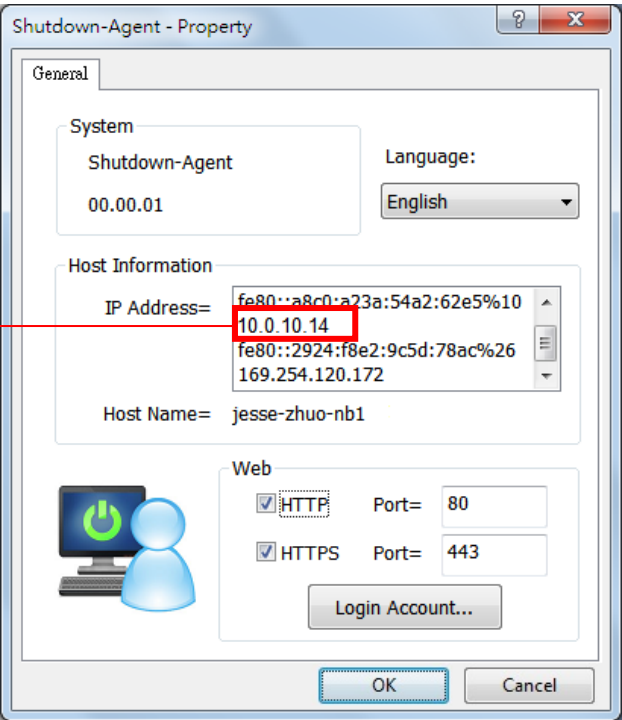 Shutdown-Agent - Property
General
System
Shutdown-Agent
00.00.01
Language:
English
Host Information
IP Address=
fe80::a8c0:a23a:54a2:62e5%10
10.0.10.14
fe80::2924:f8e2:9c5d:78ac%26
169.254.120.172
Host Name= jesse-zhuo-nb1
Web
HTTP Port= 80
HTTPS Port= 443
Login Account...
OK Cancel